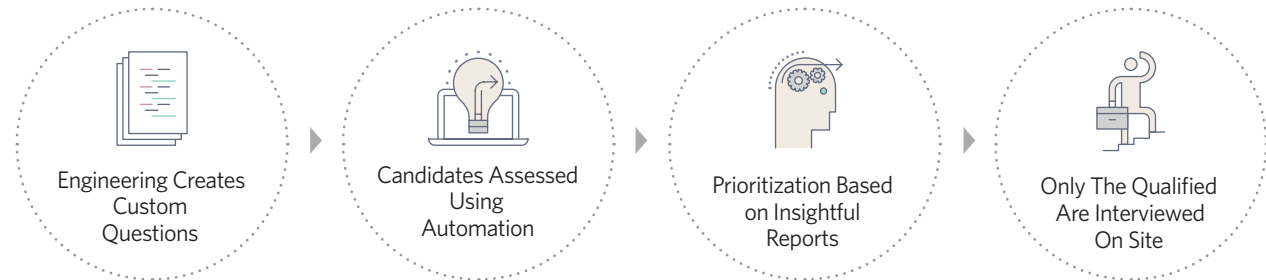 Engineering Creates
Custom
Questions
Candidates Assessed
Using
Automation
Prioritization Based
on Insightful
Reports
Only The Qualified
Are Interviewed
On Site